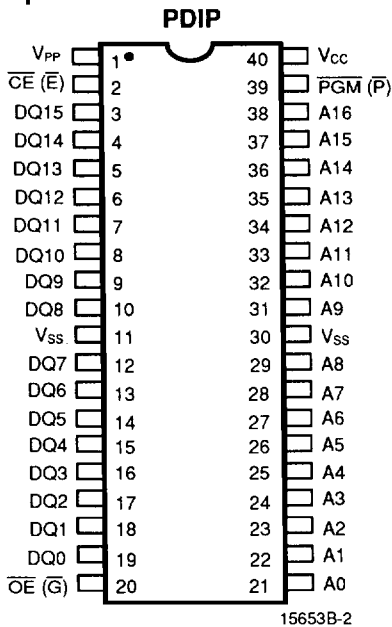 PDIP
VPP 1 40 VCC
C̅E̅ (E̅) 2 39 P̅G̅M̅ (P̅)
DQ15 3 38 A16
DQ14 4 37 A15
DQ13 5 36 A14
DQ12 6 35 A13
DQ11 7 34 A12
DQ10 8 33 A11
DQ9 9 32 A10
DQ8 10 31 A9
VSS 11 30 VSS
DQ7 12 29 A8
DQ6 13 28 A7
DQ5 14 27 A6
DQ4 15 26 A5
DQ3 16 25 A4
DQ2 17 24 A3
DQ1 18 23 A2
DQ0 19 22 A1
O̅E̅ (G̅) 20 21 A0
15653B-2